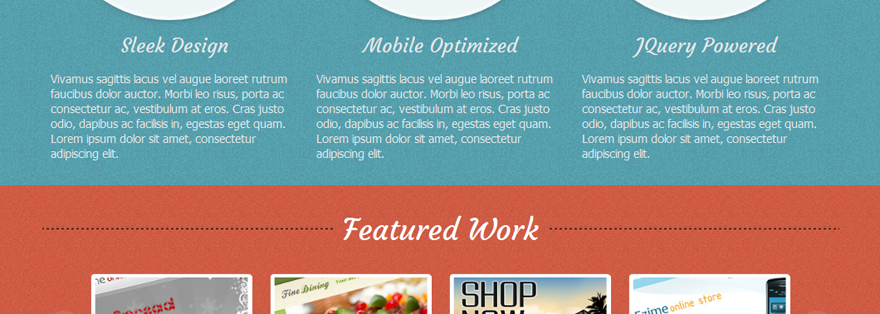 Sleek Design
Vivamus sagittis lacus vel augue laoreet rutrum
faucibus dolor auctor. Morbi leo risus, porta ac
consectetur ac, vestibulum at eros. Cras justo
odio, dapibus ac facilisis in, egestas eget quam.
Lorem ipsum dolor sit amet, consectetur
adipiscing elit.
Mobile Optimized
Vivamus sagittis lacus vel augue laoreet rutrum
faucibus dolor auctor. Morbi leo risus, porta ac
consectetur ac, vestibulum at eros. Cras justo
odio, dapibus ac facilisis in, egestas eget quam.
Lorem ipsum dolor sit amet, consectetur
adipiscing elit.
JQuery Powered
Vivamus sagittis lacus vel augue laoreet rutrum
faucibus dolor auctor. Morbi leo risus, porta ac
consectetur ac, vestibulum at eros. Cras justo
odio, dapibus ac facilisis in, egestas eget quam.
Lorem ipsum dolor sit amet, consectetur
adipiscing elit.
Featured Work
Fine Dining
SHOP
NOW
online store